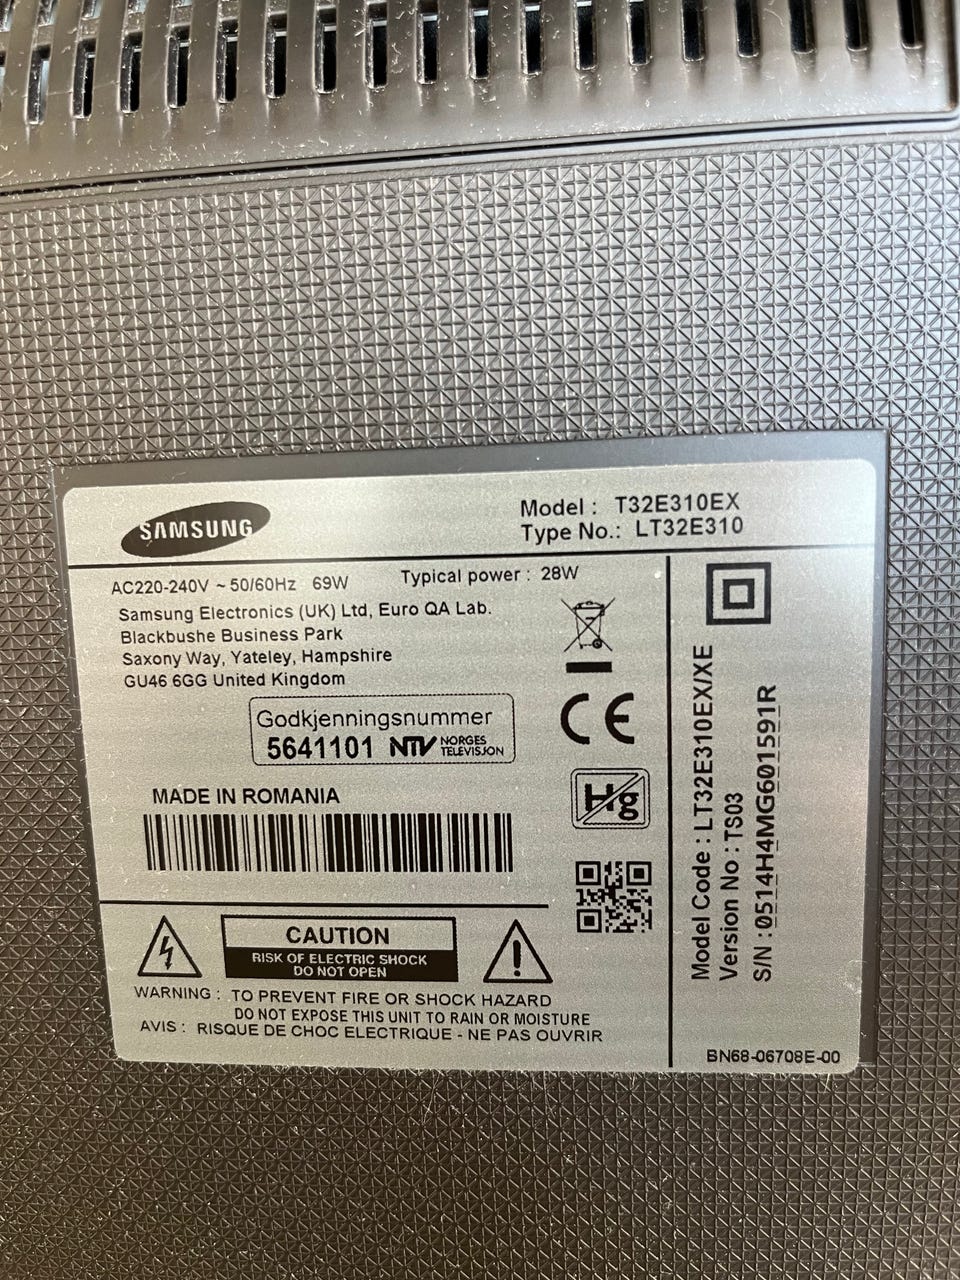 SAMSUNG
Model : T32E310EX
Type No.: LT32E310
AC220-240V ~ 50/60Hz 69W Typical power : 28W
Samsung Electronics (UK) Ltd, Euro QA Lab.
Blackbushe Business Park
Saxony Way, Yateley, Hampshire
GU46 6GG United Kingdom
Godkjenningsnummer
5641101 NTV NORGES
TELEVISJON
MADE IN ROMANIA
CE
Hg
CAUTION
RISK OF ELECTRIC SHOCK
DO NOT OPEN
WARNING : TO PREVENT FIRE OR SHOCK HAZARD
DO NOT EXPOSE THIS UNIT TO RAIN OR MOISTURE
AVIS : RISQUE DE CHOC ELECTRIQUE - NE PAS OUVRIR
Model Code : LT32E310EX/XE
Version No : TS03
S/N : 0514H4MG601591R
BN68-06708E-00